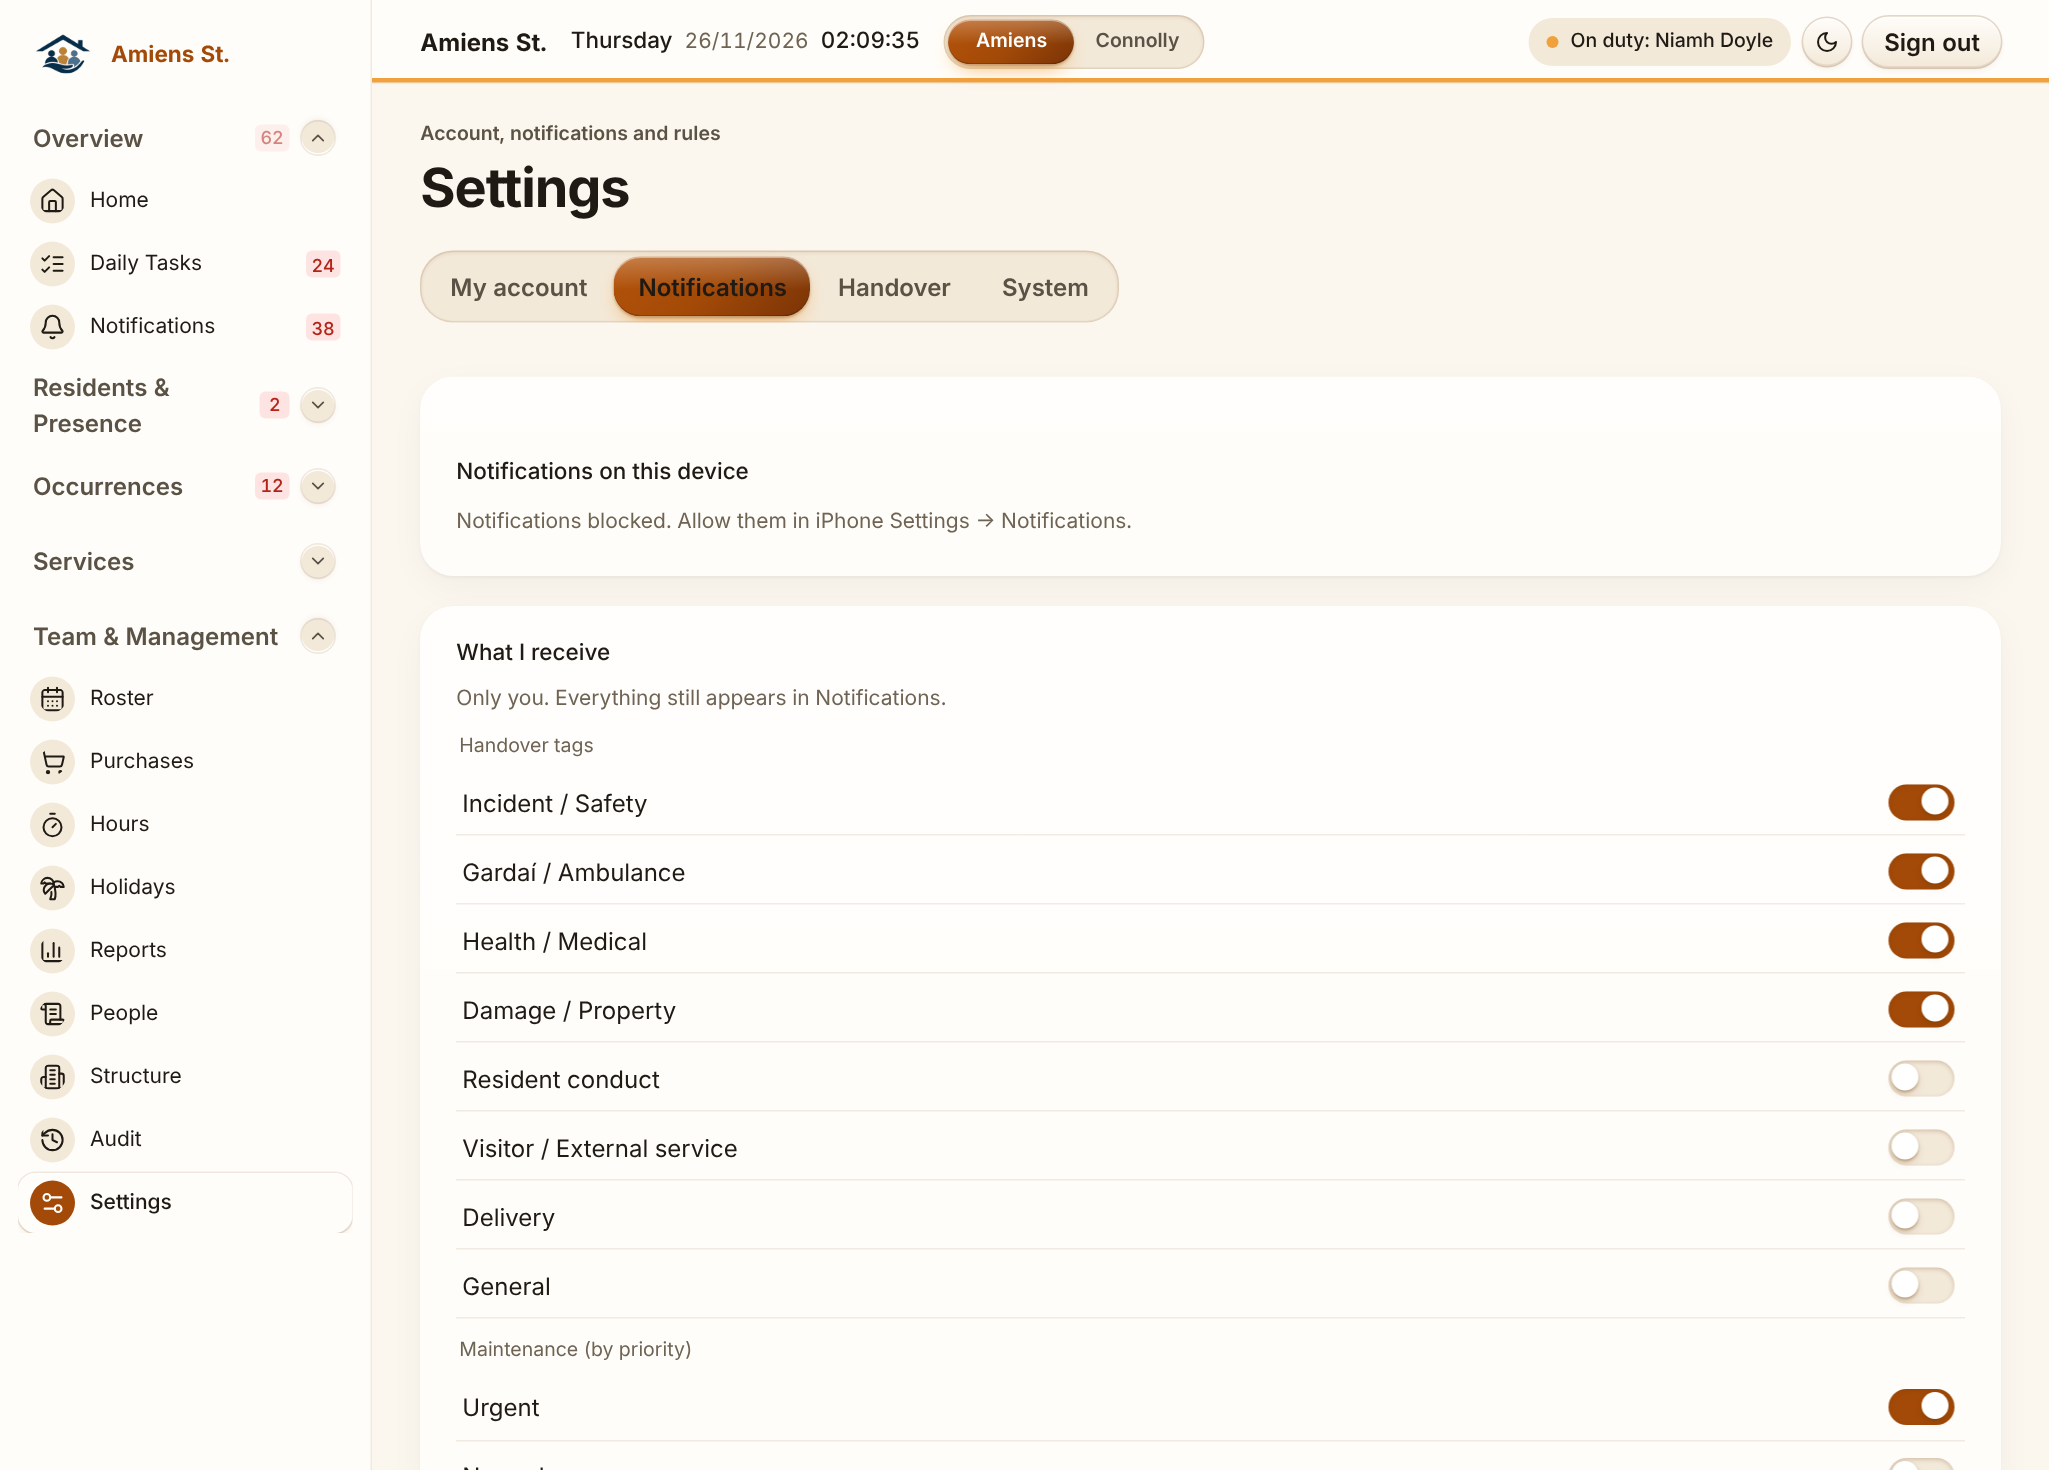 Amiens St.
Overview 62
Home
Daily Tasks 24
Notifications 38
Residents &
Presence
2
Occurrences 12
Services
Team & Management
Roster
Purchases
Hours
Holidays
Reports
People
Structure
Audit
Settings
Amiens St. Thursday 26/11/2026 02:09:35 Amiens Connolly On duty: Niamh Doyle Sign out
Account, notifications and rules
Settings
My account Notifications Handover System
Notifications on this device
Notifications blocked. Allow them in iPhone Settings → Notifications.
What I receive
Only you. Everything still appears in Notifications.
Handover tags
Incident / Safety
Gardaí / Ambulance
Health / Medical
Damage / Property
Resident conduct
Visitor / External service
Delivery
General
Maintenance (by priority)
Urgent